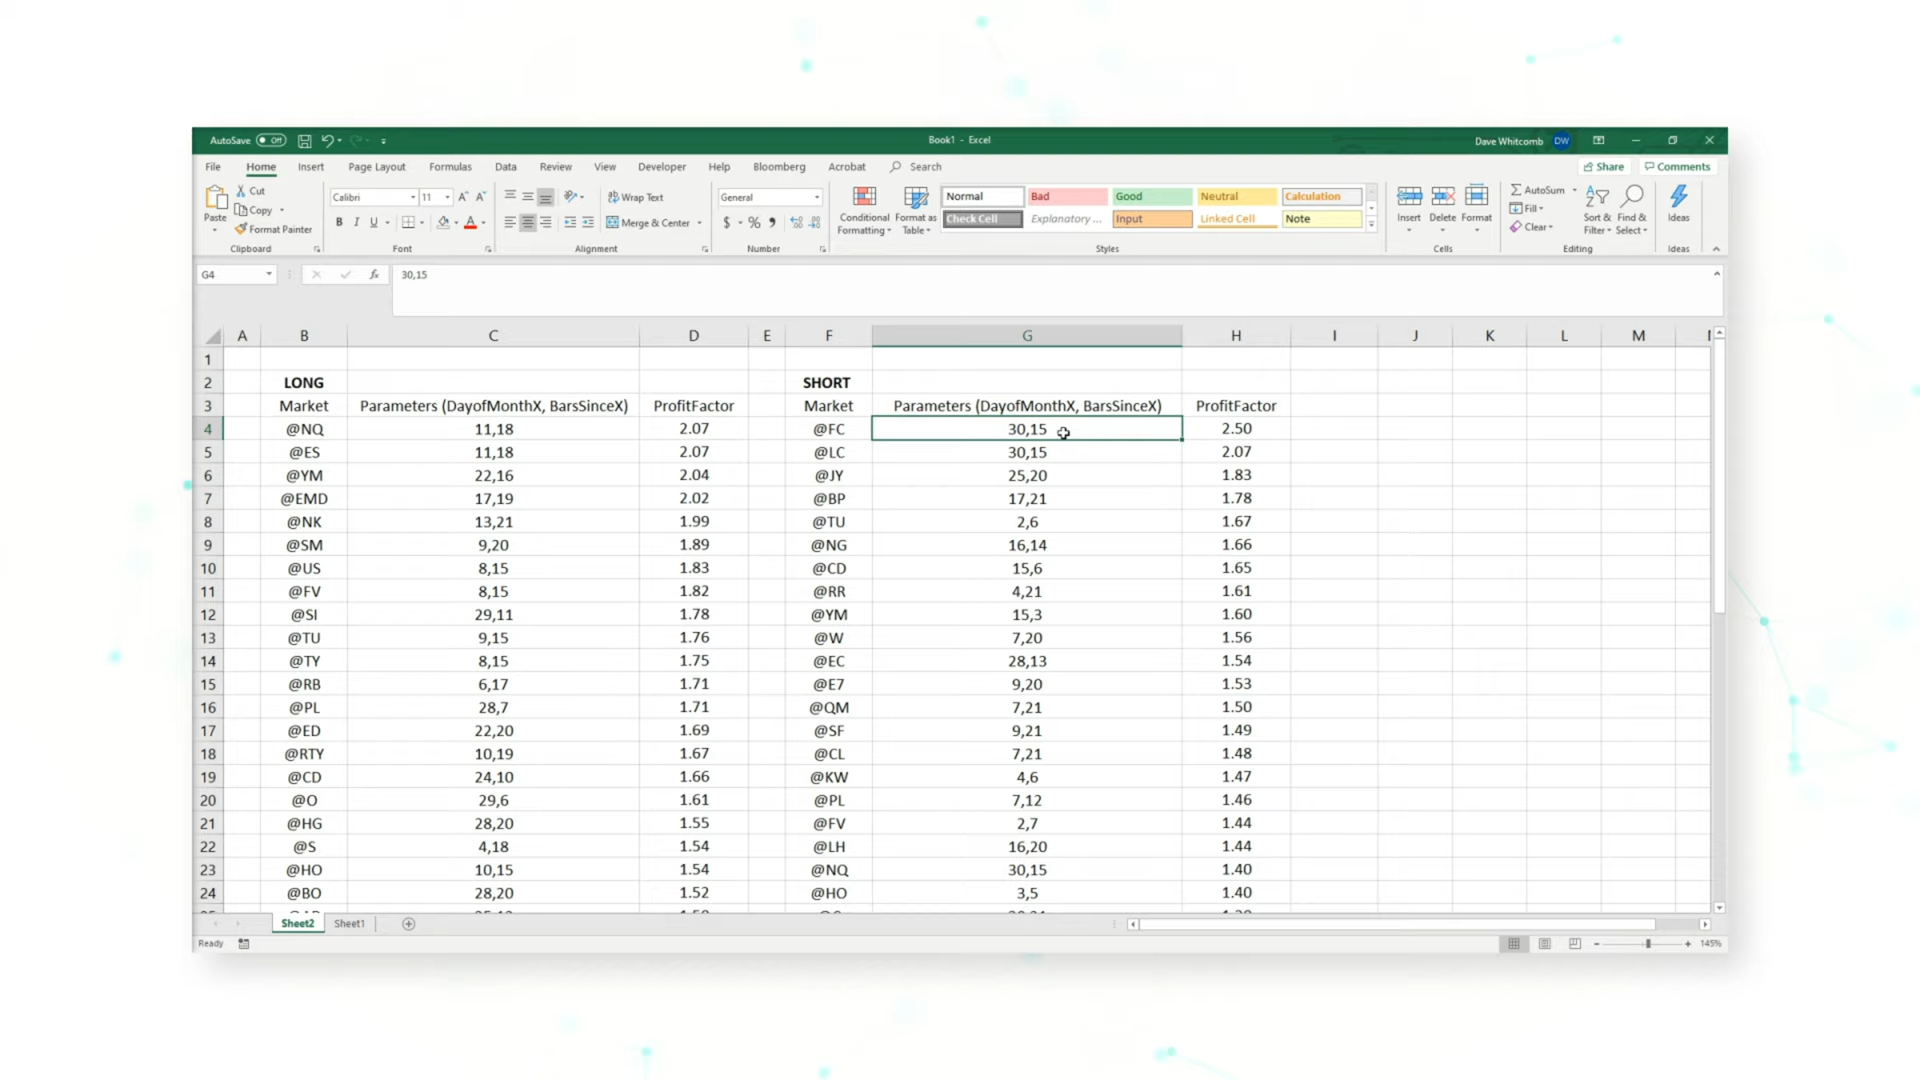 AutoSave Off
Book1 - Excel
Dave Whitcomb DW
File Home Insert Page Layout Formulas Data Review View Developer Help Bloomberg Acrobat Search
Share Comments
Paste
Cut
Copy
Format Painter
Clipboard
Calibri 11
B I U
Font
Wrap Text
Merge & Center
Alignment
General
$ % ,
Number
Conditional Formatting
Format as Table
Normal Bad Good Neutral Calculation
Check Cell Explanatory ... Input Linked Cell Note
Styles
Insert Delete Format
Cells
AutoSum
Fill
Clear
Sort & Filter
Find & Select
Editing
Ideas
Ideas
G4 fx 30,15
A B C D E F G H I J K L M
1
2 LONG SHORT
3 Market Parameters (DayofMonthX, BarsSinceX) ProfitFactor Market Parameters (DayofMonthX, BarsSinceX) ProfitFactor
4 @NQ 11,18 2.07 @FC 30,15 2.50
5 @ES 11,18 2.07 @LC 30,15 2.07
6 @YM 22,16 2.04 @JY 25,20 1.83
7 @EMD 17,19 2.02 @BP 17,21 1.78
8 @NK 13,21 1.99 @TU 2,6 1.67
9 @SM 9,20 1.89 @NG 16,14 1.66
10 @US 8,15 1.83 @CD 15,6 1.65
11 @FV 8,15 1.82 @RR 4,21 1.61
12 @SI 29,11 1.78 @YM 15,3 1.60
13 @TU 9,15 1.76 @W 7,20 1.56
14 @TY 8,15 1.75 @EC 28,13 1.54
15 @RB 6,17 1.71 @E7 9,20 1.53
16 @PL 28,7 1.71 @QM 7,21 1.50
17 @ED 22,20 1.69 @SF 9,21 1.49
18 @RTY 10,19 1.67 @CL 7,21 1.48
19 @CD 24,10 1.66 @KW 4,6 1.47
20 @O 29,6 1.61 @PL 7,12 1.46
21 @HG 28,20 1.55 @FV 2,7 1.44
22 @S 4,18 1.54 @LH 16,20 1.44
23 @HO 10,15 1.54 @NQ 30,15 1.40
24 @BO 28,20 1.52 @HO 3,5 1.40
Sheet2 Sheet1
Ready
145%